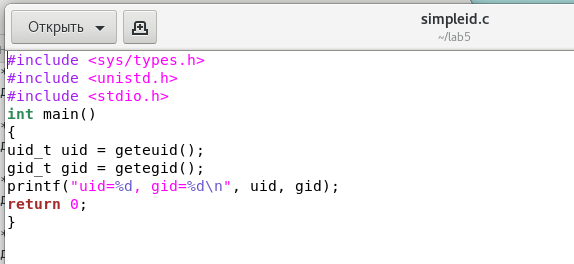 Открыть
simpleid.c
~/lab5
#include <sys/types.h>
#include <unistd.h>
#include <stdio.h>
int main()
{
uid_t uid = geteuid();
gid_t gid = getegid();
printf("uid=%d, gid=%d\n", uid, gid);
return 0;
}